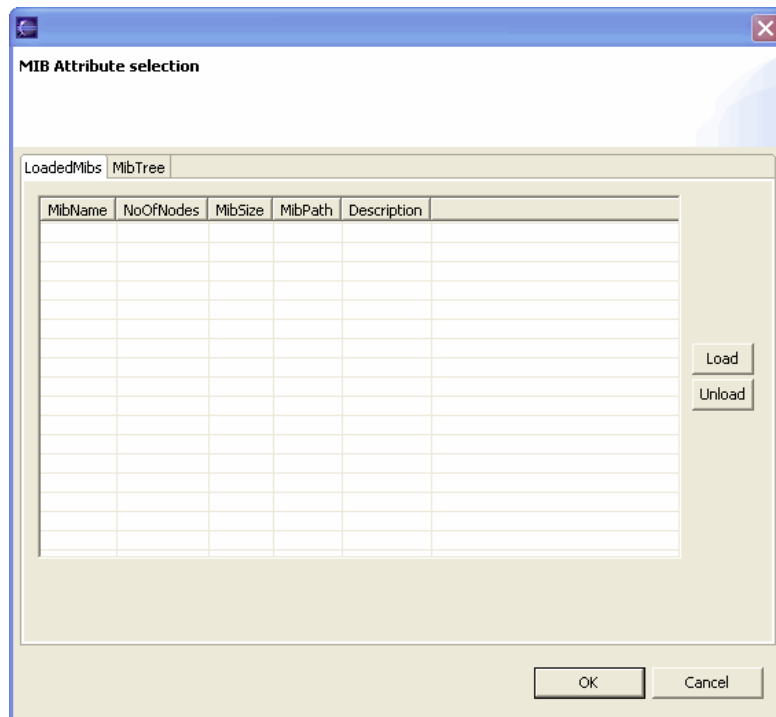 MIB Attribute selection
LoadedMibs MibTree
MibName NoOfNodes MibSize MibPath Description
Load
Unload
OK Cancel